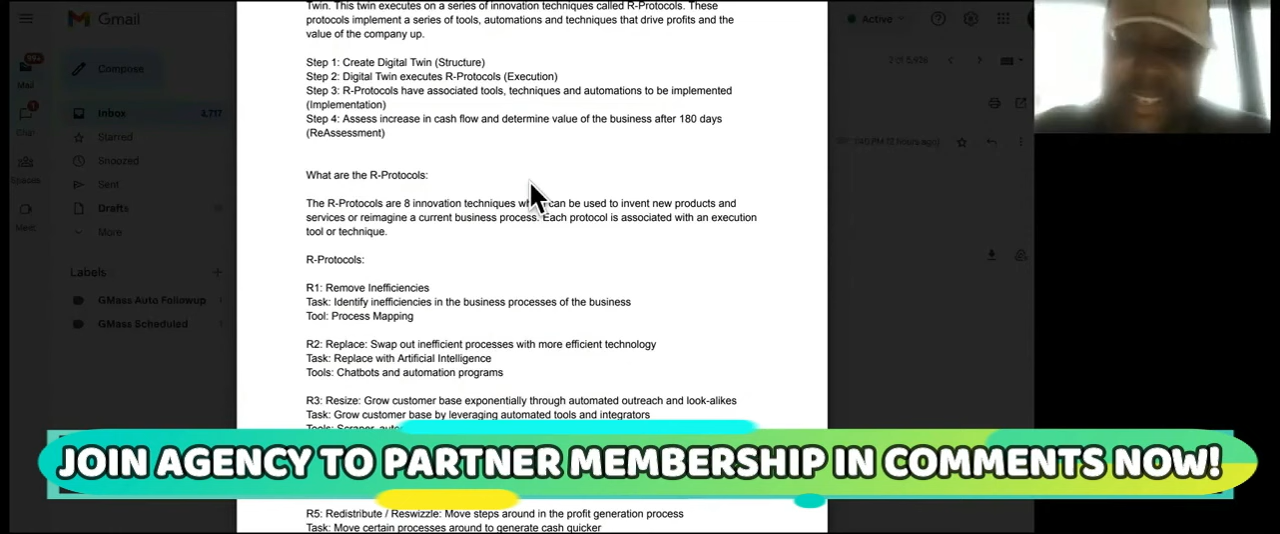 Twin. This twin executes on a series of innovation techniques called R-Protocols. These
protocols implement a series of tools, automations and techniques that drive profits and the
value of the company up.
Step 1: Create Digital Twin (Structure)
Step 2: Digital Twin executes R-Protocols (Execution)
Step 3: R-Protocols have associated tools, techniques and automations to be implemented
(Implementation)
Step 4: Assess increase in cash flow and determine value of the business after 180 days
(ReAssessment)
What are the R-Protocols:
The R-Protocols are 8 innovation techniques can be used to invent new products and
services or reimagine a current business process. Each protocol is associated with an execution
tool or technique.
R-Protocols:
R1: Remove Inefficiencies
Task: Identify inefficiencies in the business processes of the business
Tool: Process Mapping
R2: Replace: Swap out inefficient processes with more efficient technology
Task: Replace with Artificial Intelligence
Tools: Chatbots and automation programs
R3: Resize: Grow customer base exponentially through automated outreach and look-alikes
Task: Grow customer base by leveraging automated tools and integrators
Tools: Scraper,
JOIN AGENCY TO PARTNER MEMBERSHIP IN COMMENTS NOW!
R5: Redistribute / Reswizzle: Move steps around in the profit generation process
Task: Move certain processes around to generate cash quicker
Gmail
Active
Compose
Mail
Inbox
Chat
Starred
Snoozed
Spaces
Sent
Drafts
Meet
More
Labels
GMass Auto Followup
GMass Scheduled